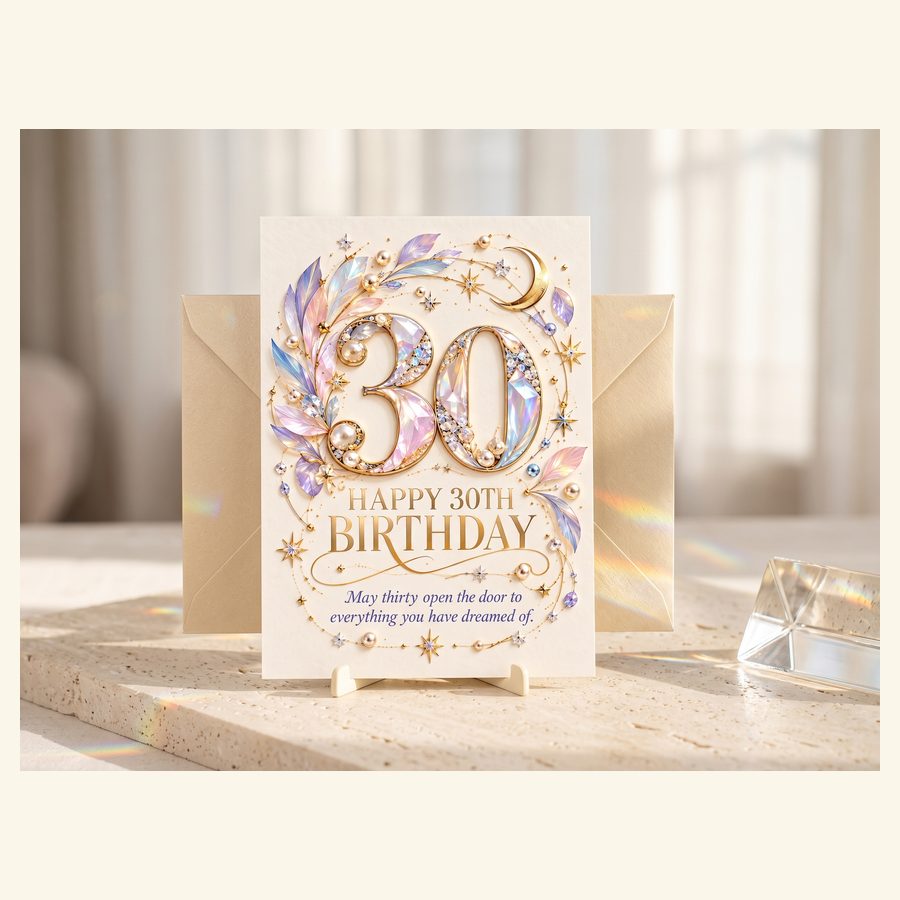 30
HAPPY 30TH
BIRTHDAY
May thirty open the door to
everything you have dreamed of.